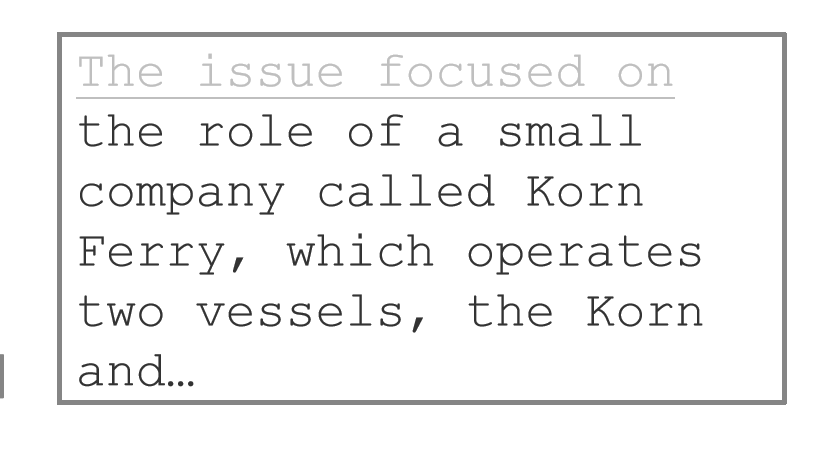 The issue focused on
the role of a small
company called Korn
Ferry, which operates
two vessels, the Korn
and…